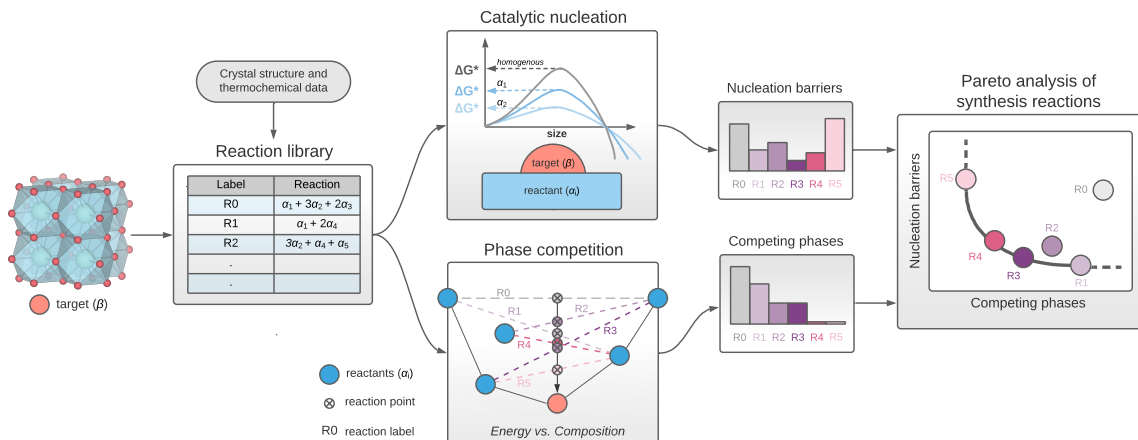 Crystal structure and
thermochemical data
target (β)
Reaction library
Label Reaction
R0 α1 + 3α2 + 2α3
R1 α1 + 2α4
R2 3α2 + α4 + α5
.
.
Catalytic nucleation
ΔG* homogenous
ΔG* α1
ΔG* α2
size
target (β)
reactant (αi)
Phase competition
R0
R1
R2
R3
R4
R5
Energy vs. Composition
reactants (αi)
reaction point
R0 reaction label
Nucleation barriers
R0 R1 R2 R3 R4 R5
Competing phases
R0 R1 R2 R3 R4 R5
Pareto analysis of
synthesis reactions
Nucleation barriers
R5
R0
R4
R2
R3
R1
Competing phases